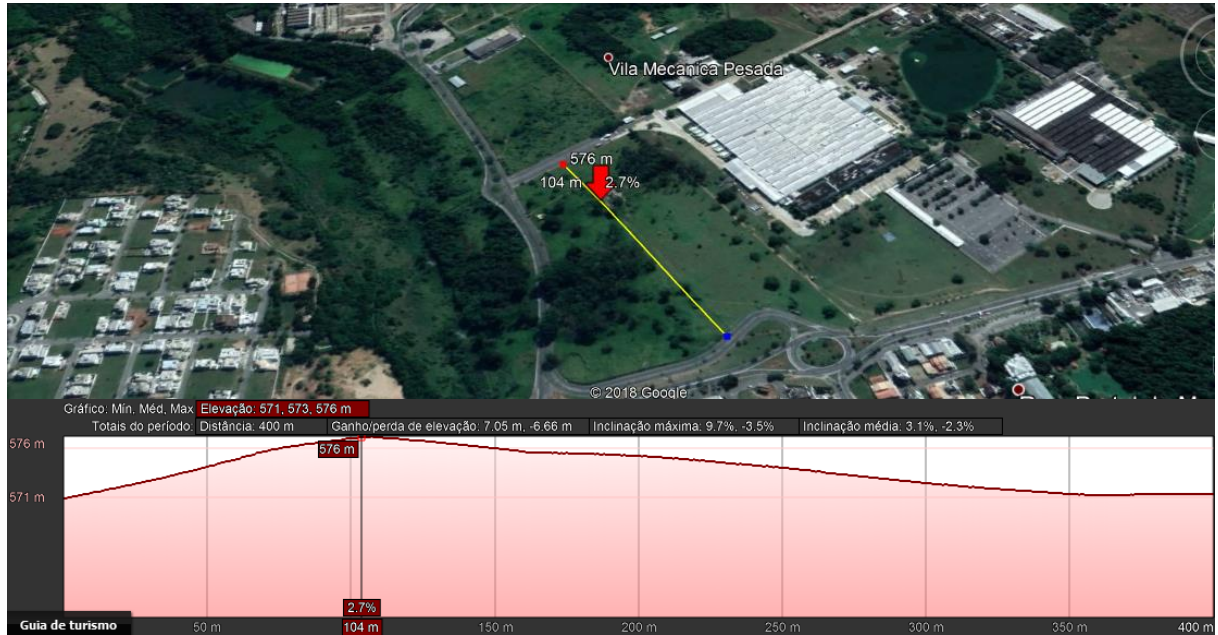 Vila Mecanica Pesada
576 m
104 m 2.7%
© 2018 Google
Gráfico: Mín, Méd, Max Elevação: 571, 573, 576 m
Totais do período: Distância: 400 m Ganho/perda de elevação: 7.05 m, -6.66 m Inclinação máxima: 9.7%, -3.5% Inclinação média: 3.1%, -2.3%
576 m
576 m
571 m
2.7%
Guia de turismo 50 m 104 m 150 m 200 m 250 m 300 m 350 m 400 m